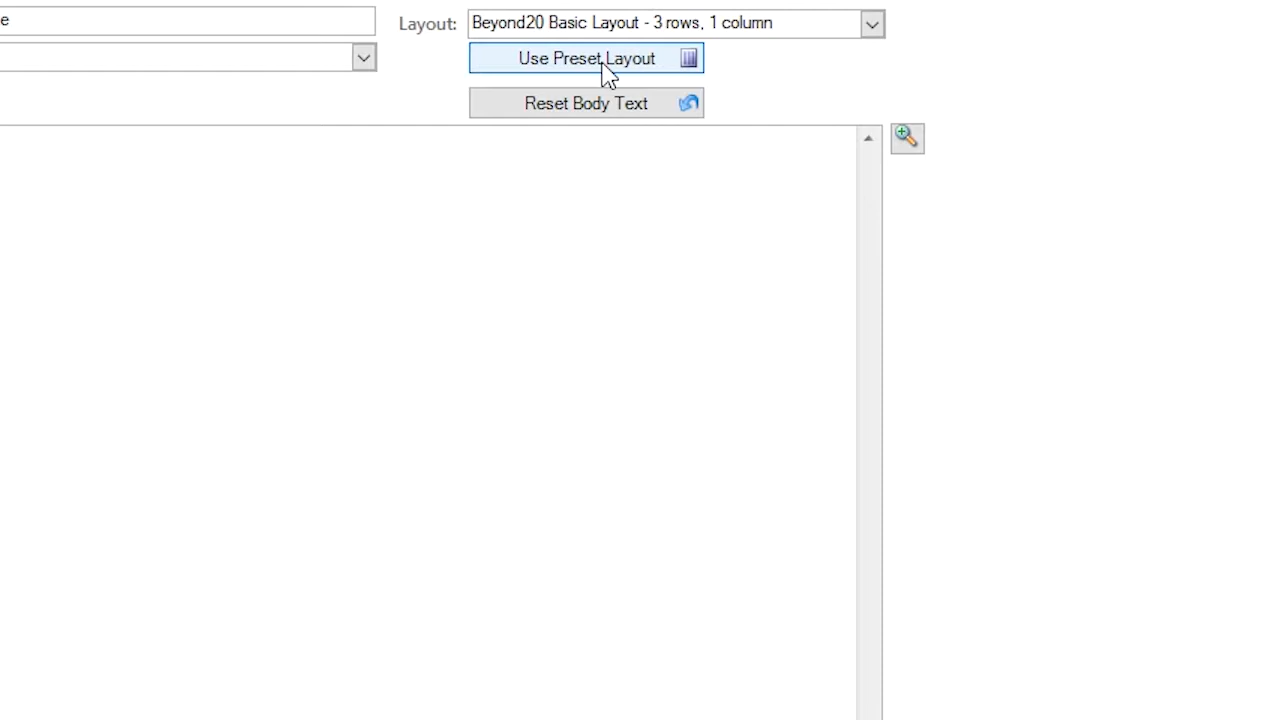 e
Layout: Beyond20 Basic Layout - 3 rows, 1 column
Use Preset Layout
Reset Body Text